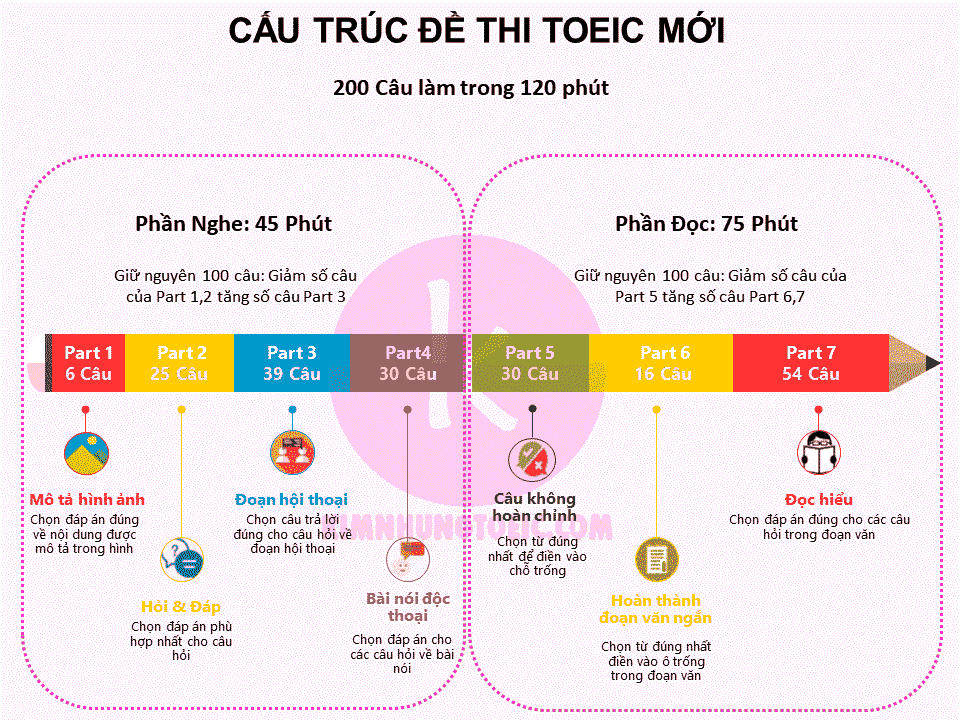 CẤU TRÚC ĐỀ THI TOEIC MỚI
200 Câu làm trong 120 phút
Phần Nghe: 45 Phút
Giữ nguyên 100 câu: Giảm số câu
của Part 1,2 tăng số câu Part 3
Phần Đọc: 75 Phút
Giữ nguyên 100 câu: Giảm số câu của
Part 5 tăng số câu Part 6,7
Part 1
6 Câu
Part 2
25 Câu
Part 3
39 Câu
Part4
30 Câu
Part 5
30 Câu
Part 6
16 Câu
Part 7
54 Câu
Mô tả hình ảnh
Chọn đáp án đúng
về nội dung được
mô tả trong hình
Hỏi & Đáp
Chọn đáp án phù
hợp nhất cho câu
hỏi
Đoạn hội thoại
Chọn câu trả lời
đúng cho câu hỏi về
đoạn hội thoại
Bài nói độc
thoại
Chọn đáp án cho
các câu hỏi về bài
nói
Câu không
hoàn chỉnh
Chọn từ đúng
nhất để điền vào
chỗ trống
Hoàn thành
đoạn văn ngắn
Chọn từ đúng nhất
điền vào ô trống
trong đoạn văn
Đọc hiểu
Chọn đáp án đúng cho các câu
hỏi trong đoạn văn